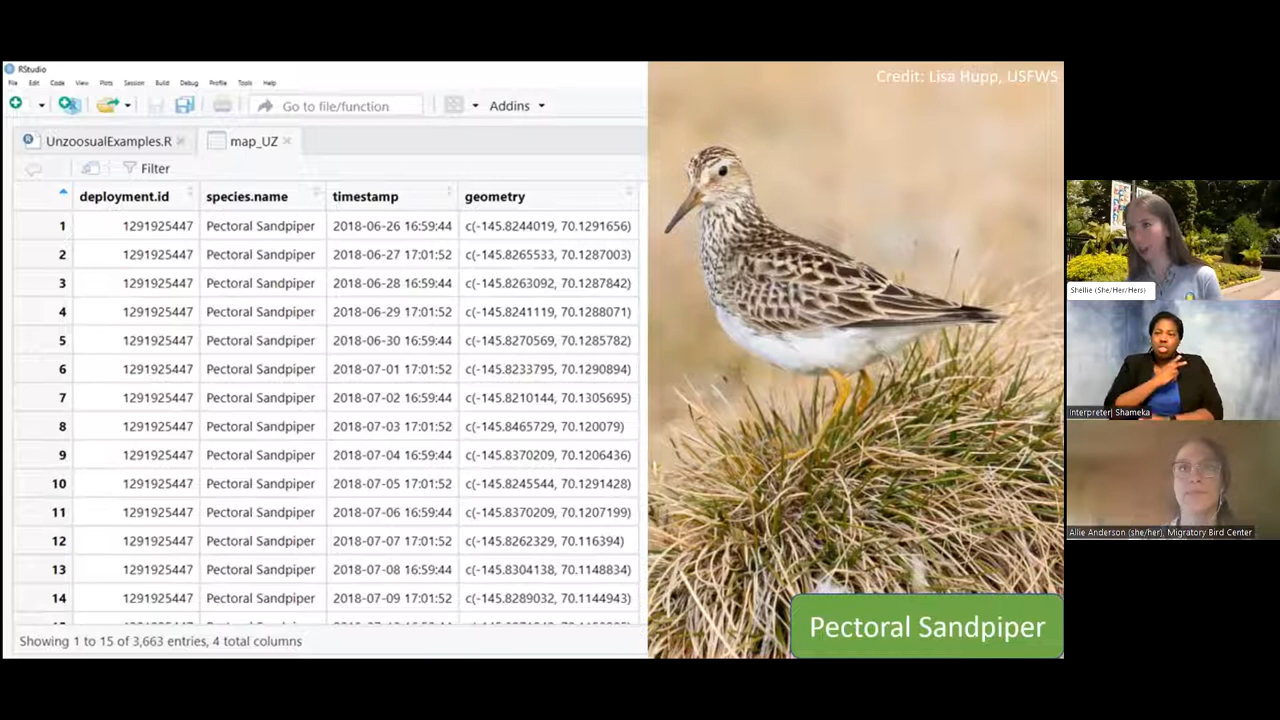 RStudio
File Edit Code View Plots Session Build Debug Profile Tools Help
Go to file/function Addins
UnzoosualExamples.R map_UZ
Filter
deployment.id species.name timestamp geometry
1 1291925447 Pectoral Sandpiper 2018-06-26 16:59:44 c(-145.8244019, 70.1291656)
2 1291925447 Pectoral Sandpiper 2018-06-27 17:01:52 c(-145.8265533, 70.1287003)
3 1291925447 Pectoral Sandpiper 2018-06-28 16:59:44 c(-145.8263092, 70.1287842)
4 1291925447 Pectoral Sandpiper 2018-06-29 17:01:52 c(-145.8241119, 70.1288071)
5 1291925447 Pectoral Sandpiper 2018-06-30 16:59:44 c(-145.8270569, 70.1285782)
6 1291925447 Pectoral Sandpiper 2018-07-01 17:01:52 c(-145.8233795, 70.1290894)
7 1291925447 Pectoral Sandpiper 2018-07-02 16:59:44 c(-145.8210144, 70.1305695)
8 1291925447 Pectoral Sandpiper 2018-07-03 17:01:52 c(-145.8465729, 70.120079)
9 1291925447 Pectoral Sandpiper 2018-07-04 16:59:44 c(-145.8370209, 70.1206436)
10 1291925447 Pectoral Sandpiper 2018-07-05 17:01:52 c(-145.8245544, 70.1291428)
11 1291925447 Pectoral Sandpiper 2018-07-06 16:59:44 c(-145.8370209, 70.1207199)
12 1291925447 Pectoral Sandpiper 2018-07-07 17:01:52 c(-145.82724, 70.116394)
13 1291925447 Pectoral Sandpiper 2018-07-08 16:59:44 c(-145.8304138, 70.1148834)
14 1291925447 Pectoral Sandpiper 2018-07-09 17:01:52 c(-145.8289032, 70.1144943)
Showing 1 to 15 of 3,663 entries, 4 total columns
Credit: Lisa Hupp, USFWS
Pectoral Sandpiper
Shellie (She/Her/Hers)
Interpreter| Shameka
Allie Anderson (she/her), Migratory Bird Center